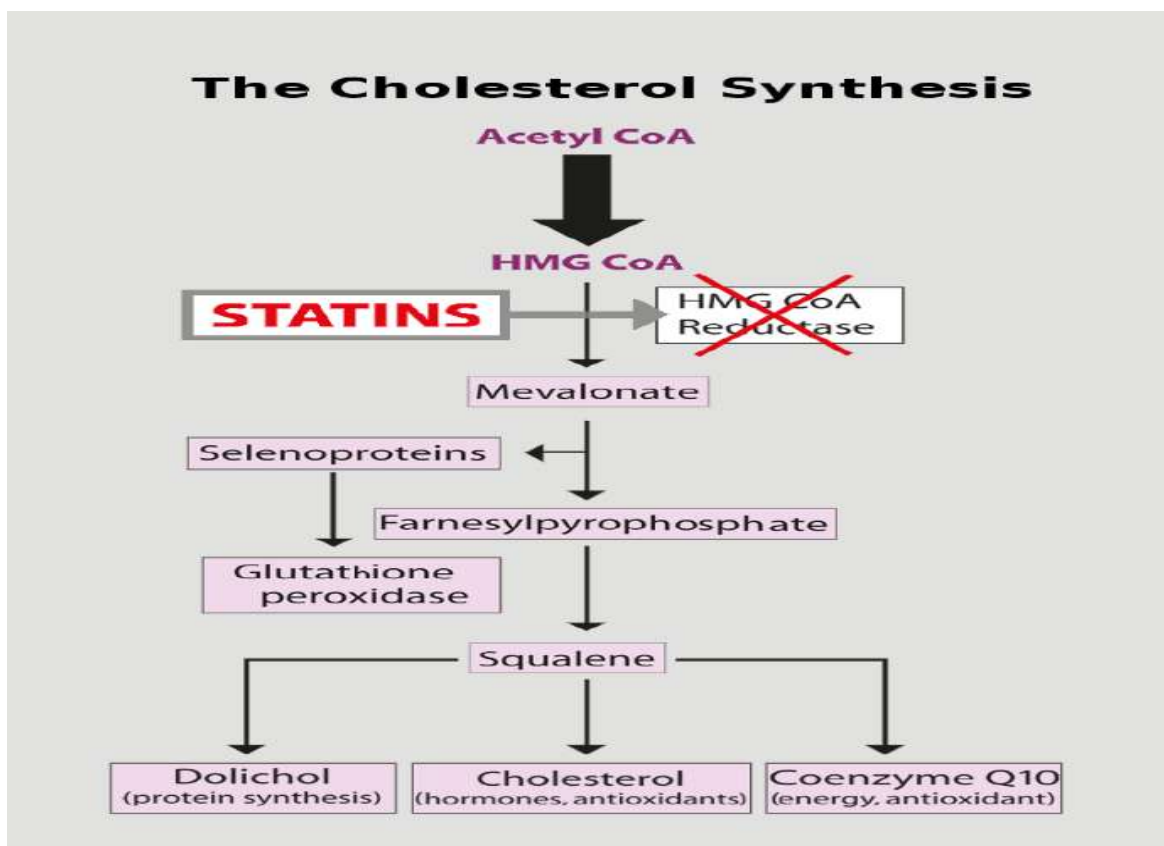 The Cholesterol Synthesis
Acetyl CoA
HMG CoA
STATINS
HMG CoA
Reductase
Mevalonate
Selenoproteins
Farnesylpyrophosphate
Glutathione
peroxidase
Squalene
Dolichol
(protein synthesis)
Cholesterol
(hormones, antioxidants)
Coenzyme Q10
(energy, antioxidant)